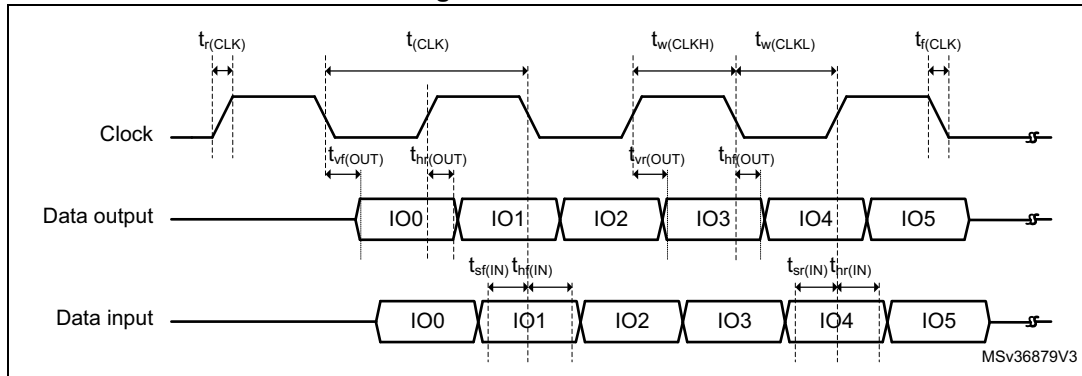 tr(CLK) t(CLK) tw(CLKH) tw(CLKL) tf(CLK)
Clock
tvf(OUT) thr(OUT) tvr(OUT) thf(OUT)
Data output IO0 IO1 IO2 IO3 IO4 IO5
tsf(IN) thf(IN) tsr(IN) thr(IN)
Data input IO0 IO1 IO2 IO3 IO4 IO5
MSv36879V3